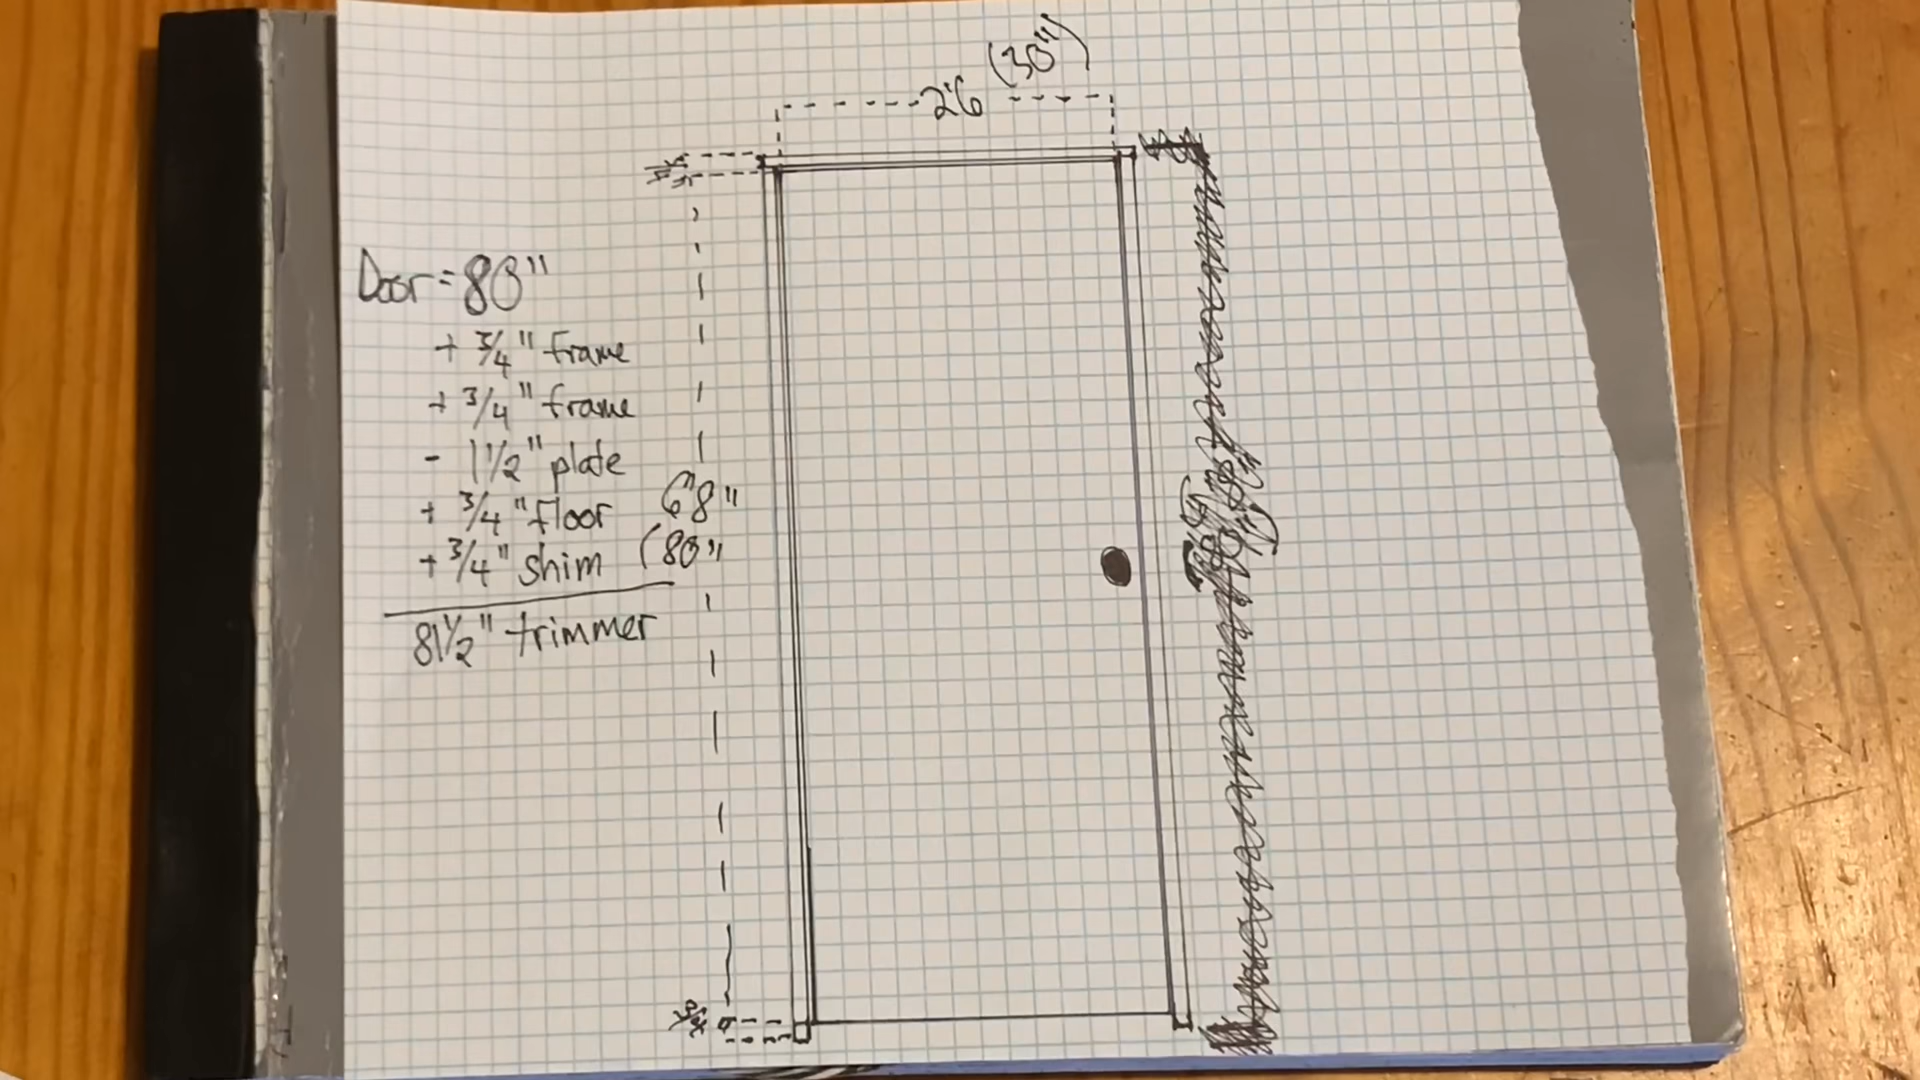 (30")
2'6
Door = 80"
+ 3/4" frame
+ 3/4" frame
- 1 1/2" plate
+ 3/4" floor
+ 3/4" shim
81 1/2" trimmer
6"8"
(80"